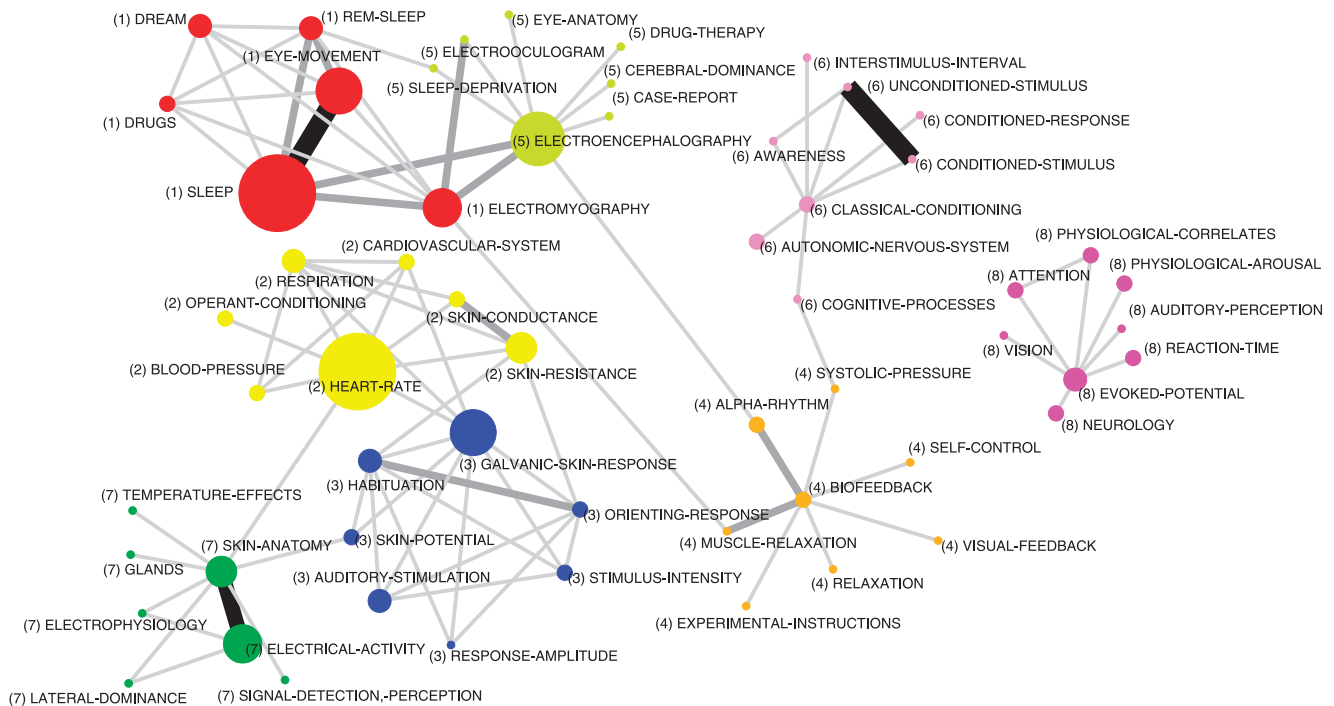 (1) DREAM
(1) REM-SLEEP
(5) EYE-ANATOMY
(5) DRUG-THERAPY
(5) ELECTROOCULOGRAM
(1) EYE-MOVEMENT
(5) CEREBRAL-DOMINANCE
(5) SLEEP-DEPRIVATION
(5) CASE-REPORT
(1) DRUGS
(5) ELECTROENCEPHALOGRAPHY
(1) SLEEP
(1) ELECTROMYOGRAPHY
(6) INTERSTIMULUS-INTERVAL
(6) UNCONDITIONED-STIMULUS
(6) CONDITIONED-RESPONSE
(6) AWARENESS
(6) CONDITIONED-STIMULUS
(6) CLASSICAL-CONDITIONING
(6) AUTONOMIC-NERVOUS-SYSTEM
(6) COGNITIVE-PROCESSES
(8) PHYSIOLOGICAL-CORRELATES
(8) PHYSIOLOGICAL-AROUSAL
(8) ATTENTION
(8) AUDITORY-PERCEPTION
(8) VISION
(8) REACTION-TIME
(8) EVOKED-POTENTIAL
(8) NEUROLOGY
(2) CARDIOVASCULAR-SYSTEM
(2) RESPIRATION
(2) OPERANT-CONDITIONING
(2) SKIN-CONDUCTANCE
(2) BLOOD-PRESSURE
(2) HEART-RATE
(2) SKIN-RESISTANCE
(4) SYSTOLIC-PRESSURE
(4) ALPHA-RHYTHM
(4) SELF-CONTROL
(4) BIOFEEDBACK
(4) MUSCLE-RELAXATION
(4) VISUAL-FEEDBACK
(4) RELAXATION
(4) EXPERIMENTAL-INSTRUCTIONS
(3) GALVANIC-SKIN-RESPONSE
(3) HABITUATION
(3) ORIENTING-RESPONSE
(3) SKIN-POTENTIAL
(3) AUDITORY-STIMULATION
(3) STIMULUS-INTENSITY
(3) RESPONSE-AMPLITUDE
(7) TEMPERATURE-EFFECTS
(7) SKIN-ANATOMY
(7) GLANDS
(7) ELECTROPHYSIOLOGY
(7) ELECTRICAL-ACTIVITY
(7) LATERAL-DOMINANCE
(7) SIGNAL-DETECTION,-PERCEPTION